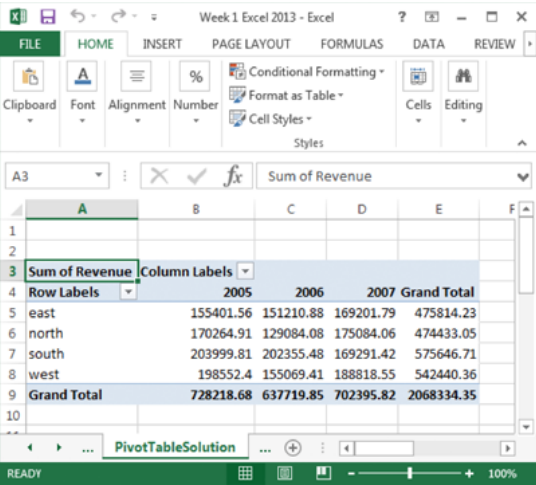 Week 1 Excel 2013 - Excel ?
FILE HOME INSERT PAGE LAYOUT FORMULAS DATA REVIEW
Clipboard Font Alignment Number Conditional Formatting Format as Table Cell Styles Cells Editing
%
Styles
A3 fx Sum of Revenue
A B C D E F
1
2
3 Sum of Revenue Column Labels
4 Row Labels 2005 2006 2007 Grand Total
5 east 155401.56 151210.88 169201.79 475814.23
6 north 170264.91 129084.08 175084.06 474433.05
7 south 203999.81 202355.48 169291.42 575646.71
8 west 198552.4 155069.41 188818.55 542440.36
9 Grand Total 728218.68 637719.85 702395.82 2068334.35
10
... PivotTableSolution ...
READY 100%